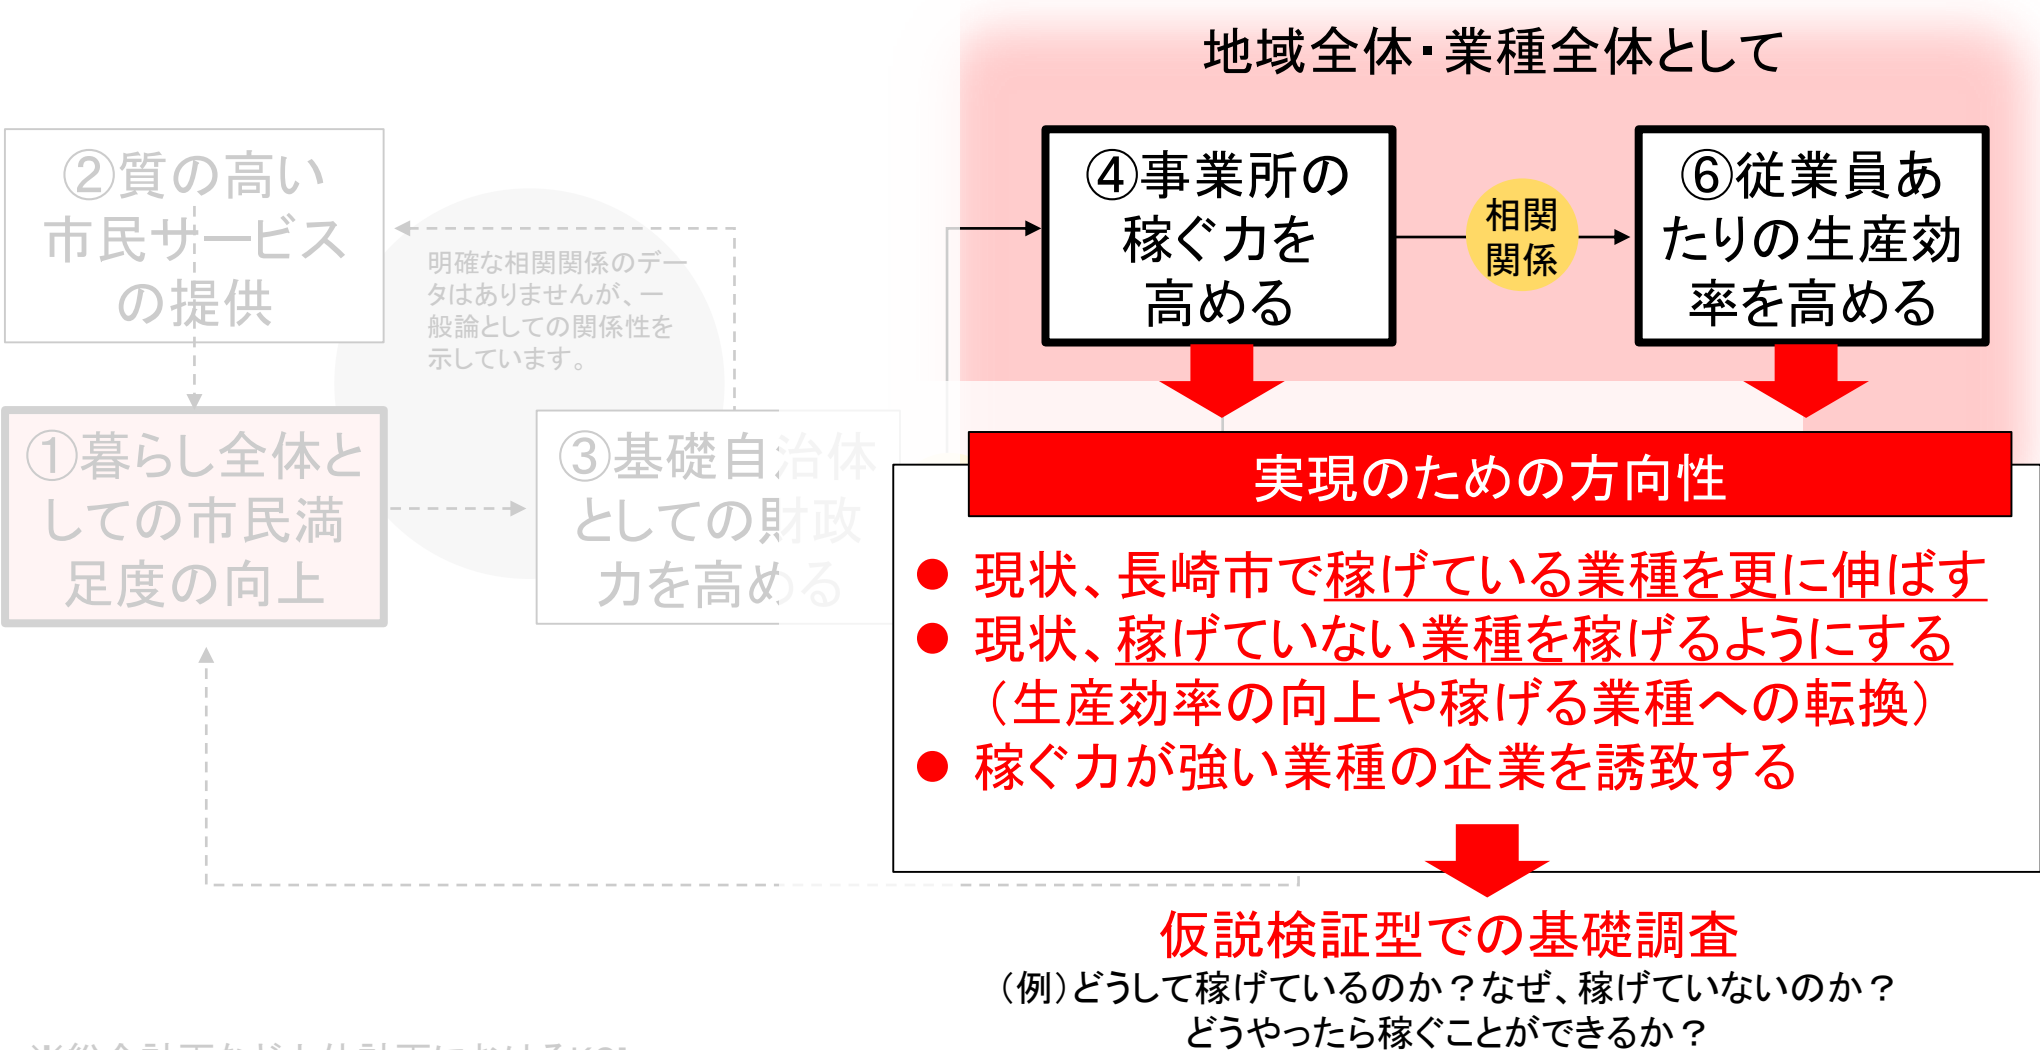 地域全体・業種全体として
②質の高い
市民サービス
の提供
明確な相関関係のデー
タはありませんが、一
般論としての関係性を
示しています。
④事業所の
稼ぐ力を
高める
相関
関係
⑥従業員あ
たりの生産効
率を高める
①暮らし全体と
しての市民満
足度の向上
③基礎自治体
としての財政
力を高める
実現のための方向性
● 現状、長崎市で稼げている業種を更に伸ばす
● 現状、稼げていない業種を稼げるようにする
（生産効率の向上や稼げる業種への転換）
● 稼ぐ力が強い業種の企業を誘致する
仮説検証型での基礎調査
（例）どうして稼げているのか？なぜ、稼げていないのか？
どうやったら稼ぐことができるか？